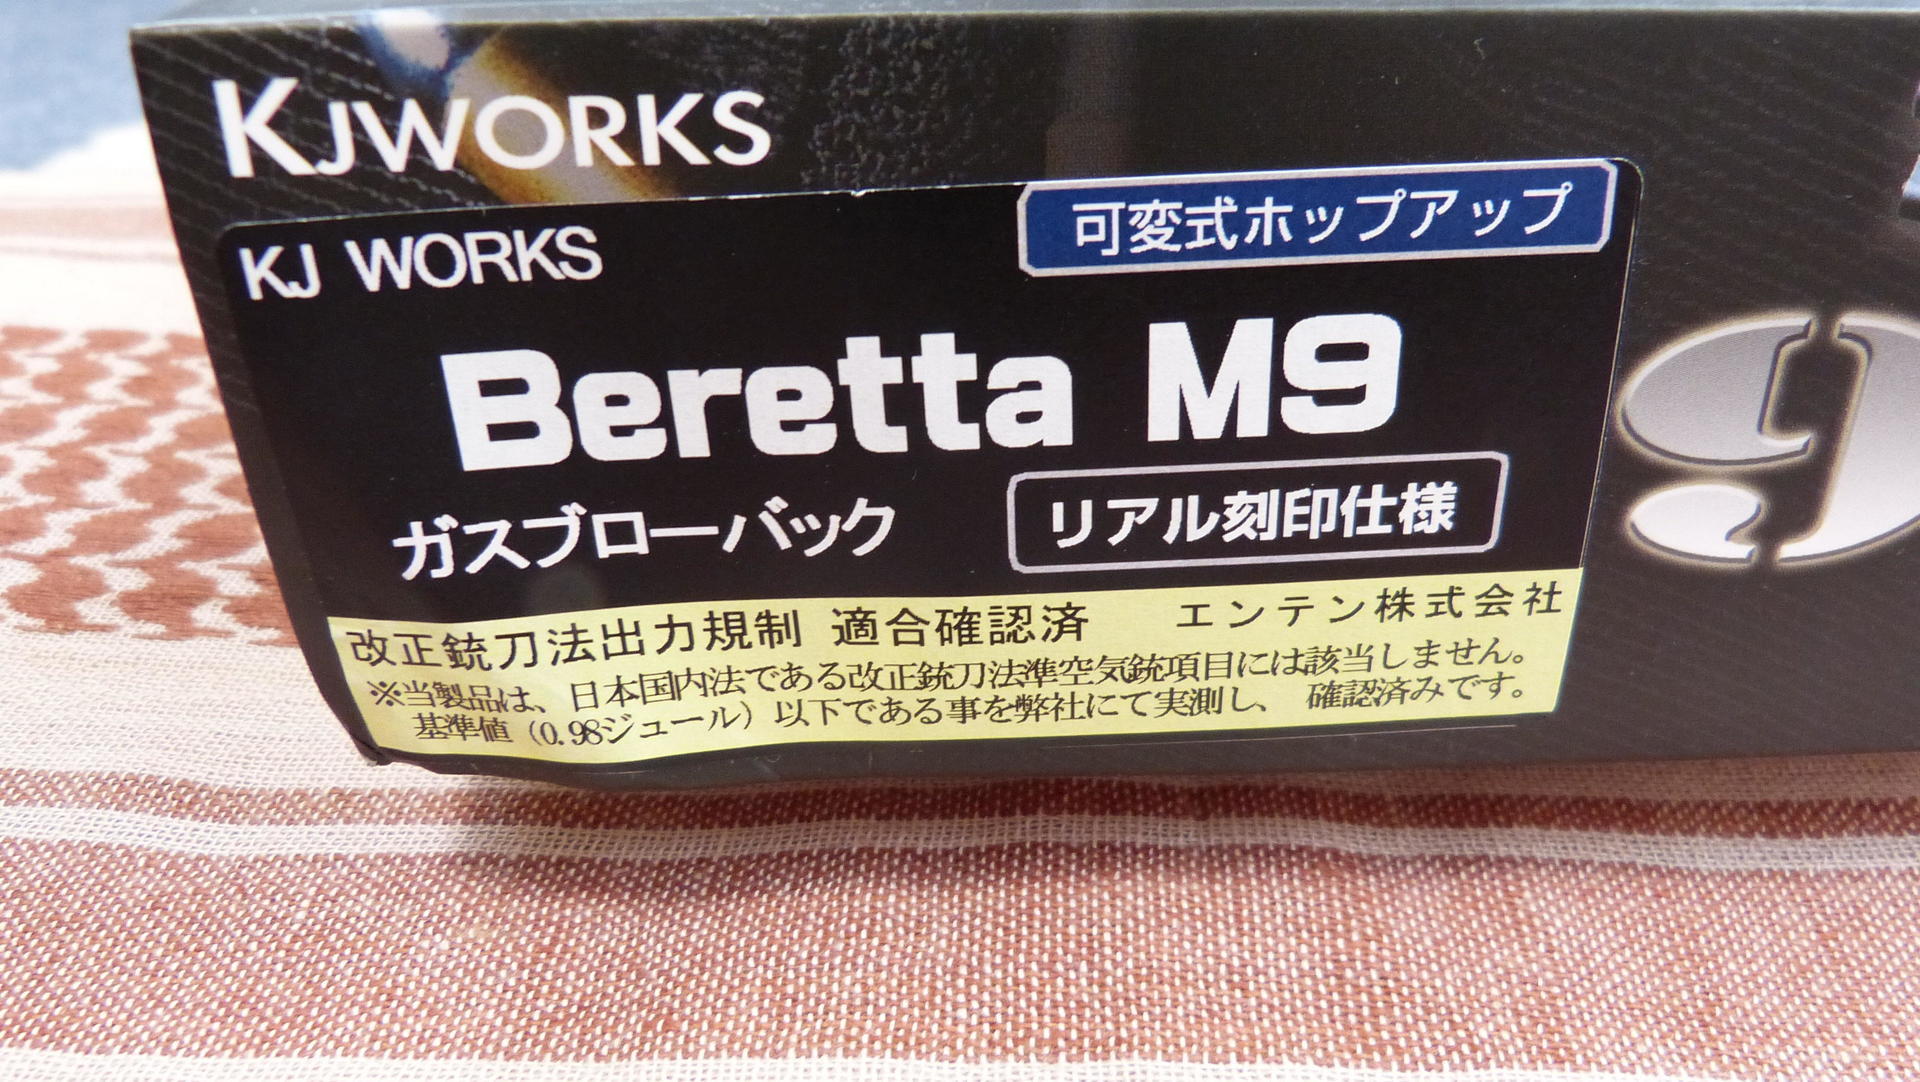 KJWORKS
KJ WORKS
可変式ホップアップ
Beretta M9
9
ガスブローバック
リアル刻印仕様
改正銃刀法出力規制 適合確認済 エンテン株式会社
※当製品は、日本国内法である改正銃刀法準空気銃項目には該当しません。
基準値（0.98ジュール）以下である事を弊社にて実測し、 確認済みです。